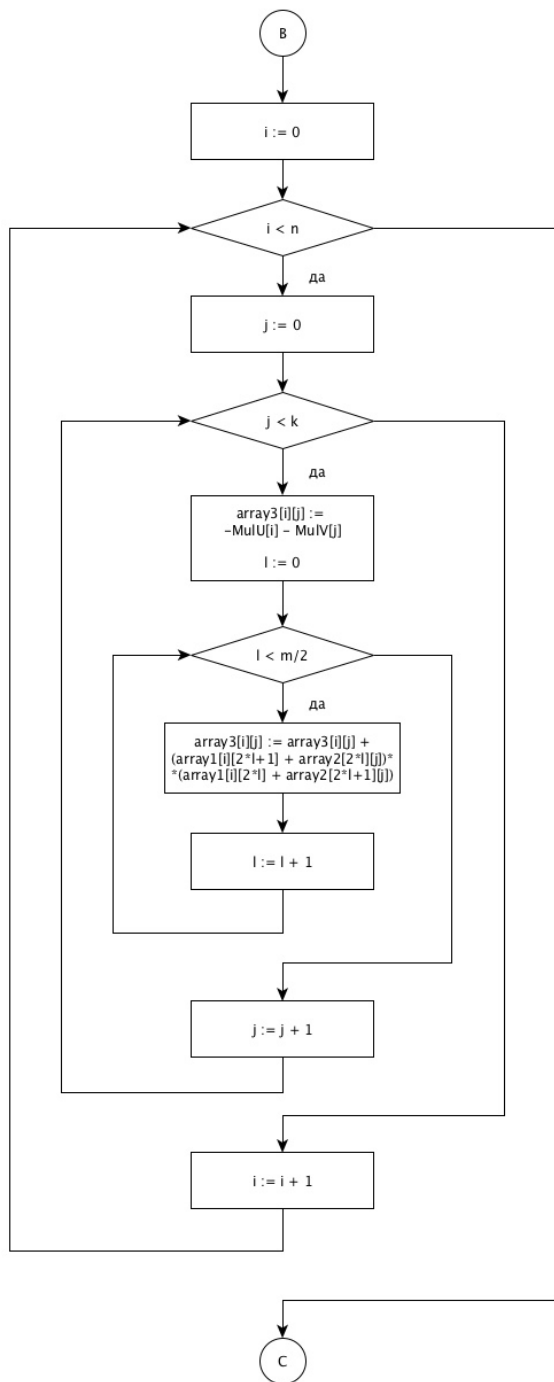 B
i := 0
i < n
да
j := 0
j < k
да
array3[i][j] :=
-MulU[i] - MulV[j]
l := 0
l < m/2
да
array3[i][j] := array3[i][j] +
(array1[i][2*l+1] + array2[2*l][j])*
*(array1[i][2*l] + array2[2*l+1][j])
l := l + 1
j := j + 1
i := i + 1
C